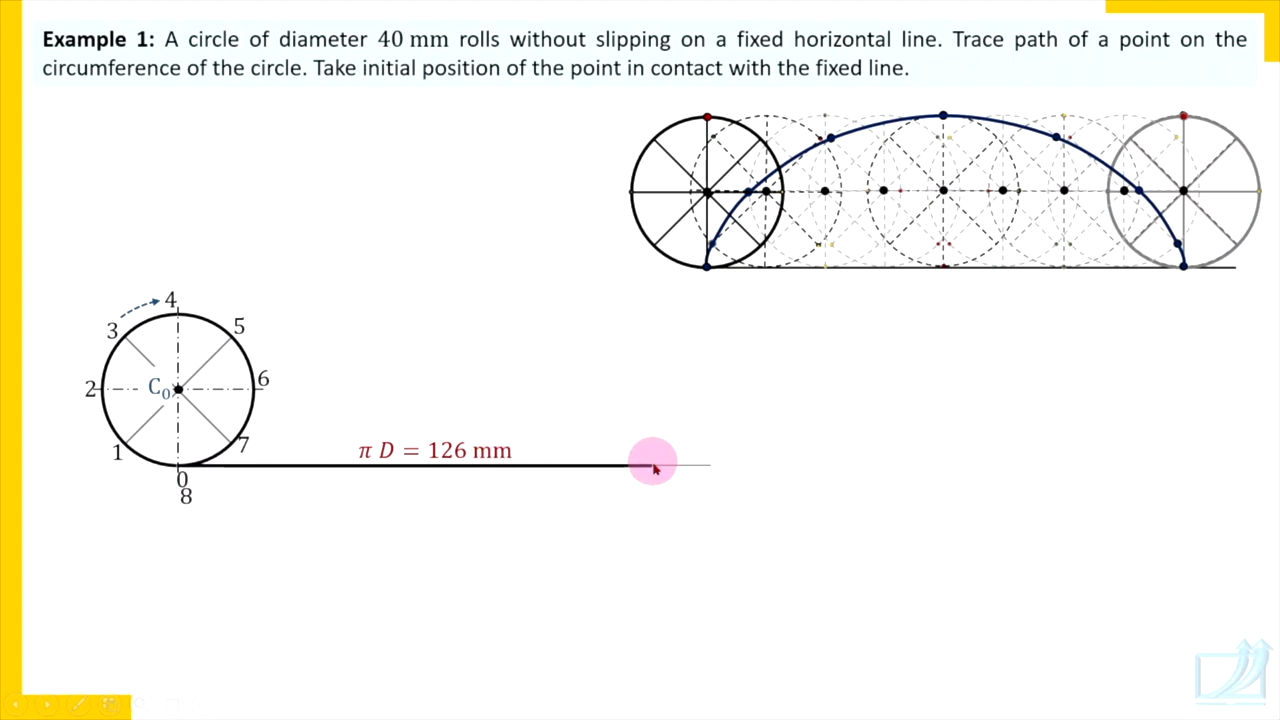 Example 1: A circle of diameter 40 mm rolls without slipping on a fixed horizontal line. Trace path of a point on the
circumference of the circle. Take initial position of the point in contact with the fixed line.
4
3
5
2
C₀
6
1
7
π D = 126 mm
0
8